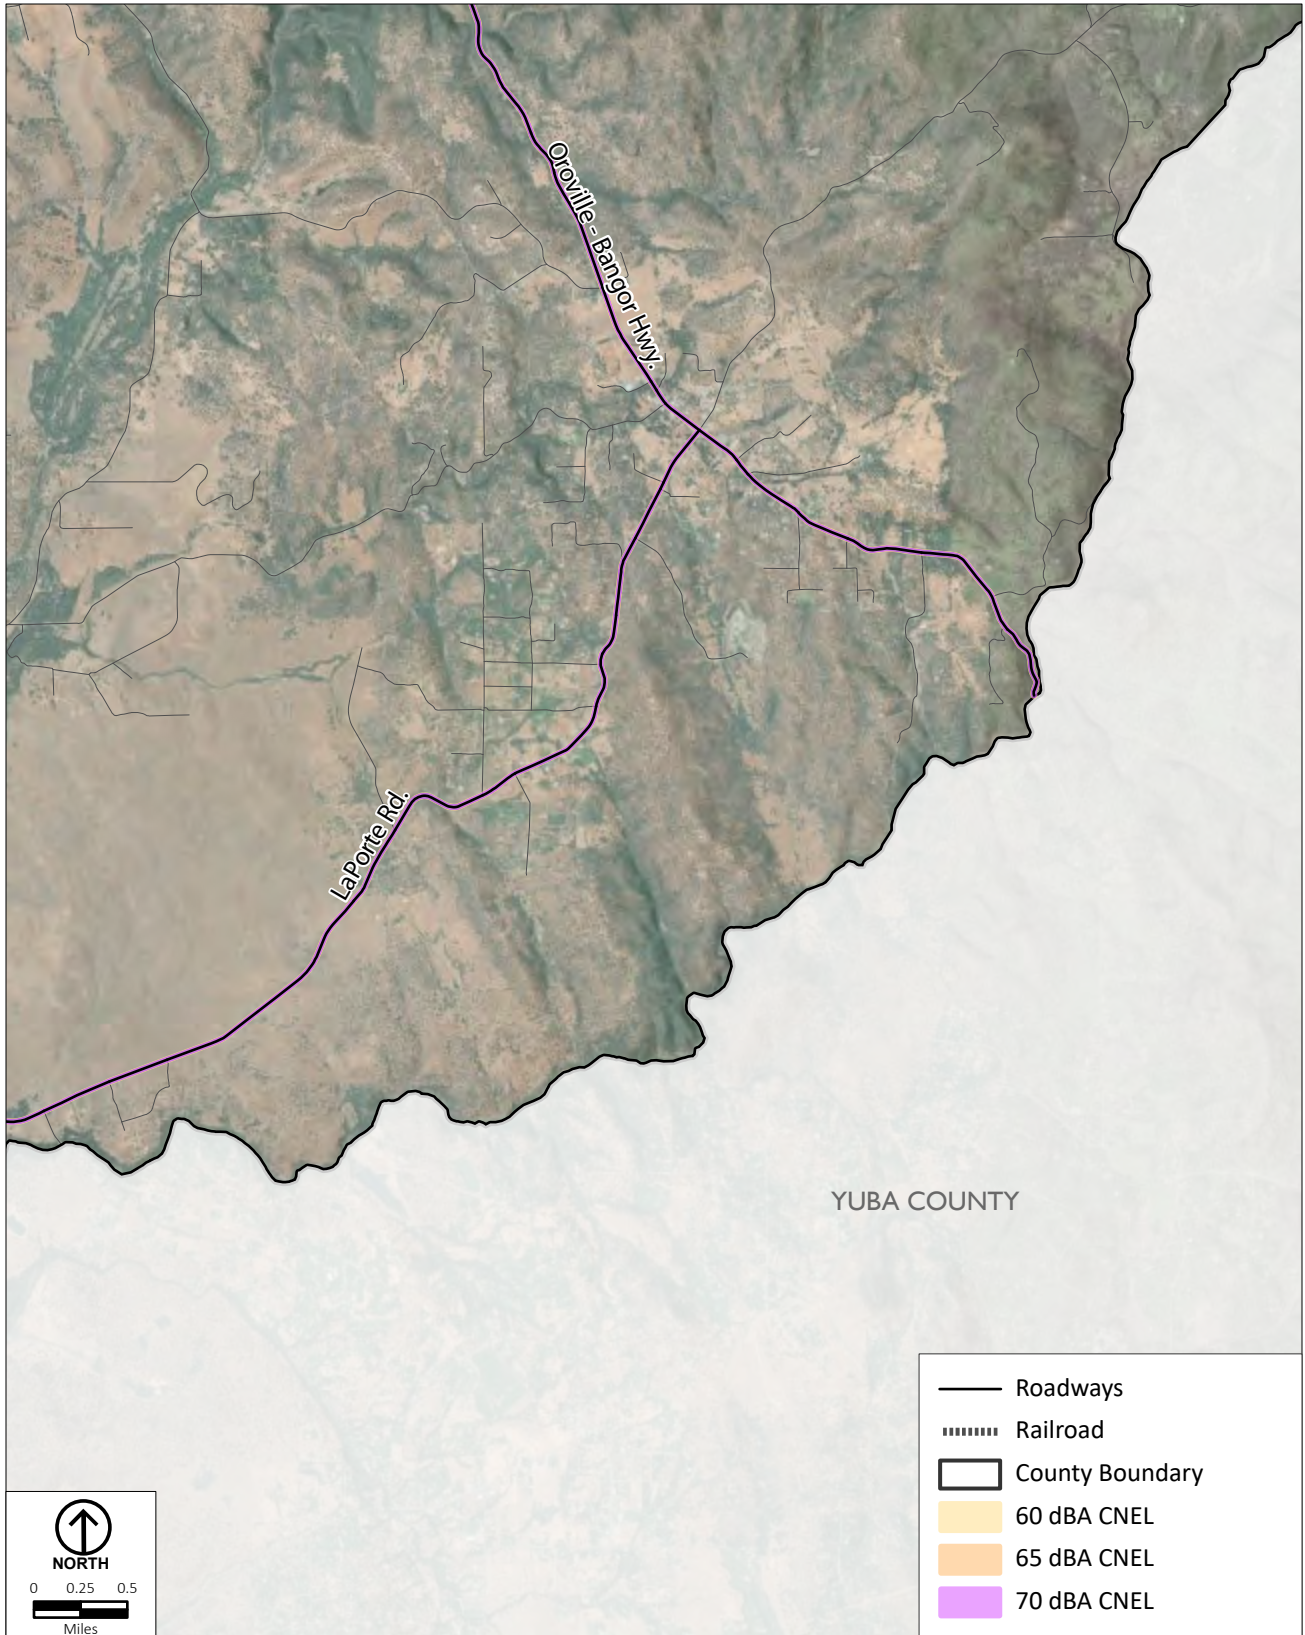 Oroville - Bangor Hwy.
LaPorte Rd.
YUBA COUNTY
Roadways
Railroad
County Boundary
60 dBA CNEL
65 dBA CNEL
70 dBA CNEL
NORTH
0 0.25 0.5
Miles